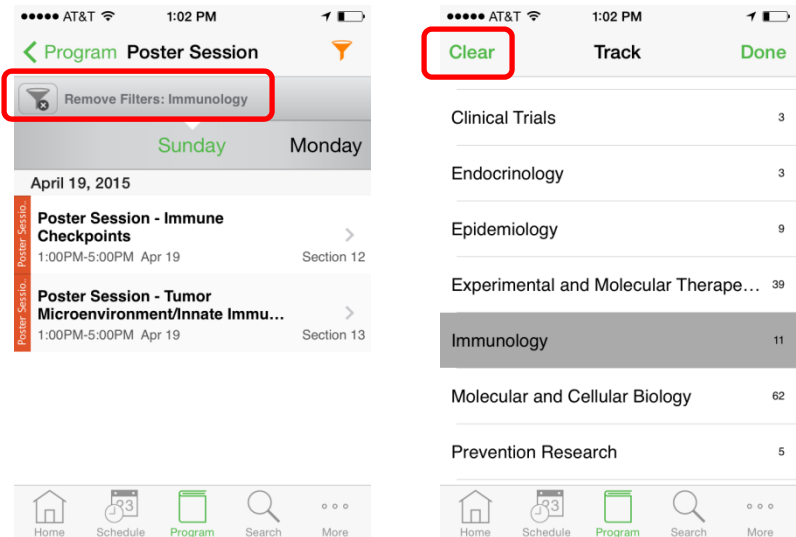 AT&T 1:02 PM
Program Poster Session
Remove Filters: Immunology
Sunday Monday
April 19, 2015
Poster Sessio..
Poster Session - Immune
Checkpoints
1:00PM-5:00PM Apr 19 Section 12
Poster Sessio..
Poster Session - Tumor
Microenvironment/Innate Immu...
1:00PM-5:00PM Apr 19 Section 13
23
Home Schedule Program Search More
AT&T 1:02 PM
Clear Track Done
Clinical Trials 3
Endocrinology 3
Epidemiology 9
Experimental and Molecular Therape... 39
Immunology 11
Molecular and Cellular Biology 62
Prevention Research 5
23
Home Schedule Program Search More